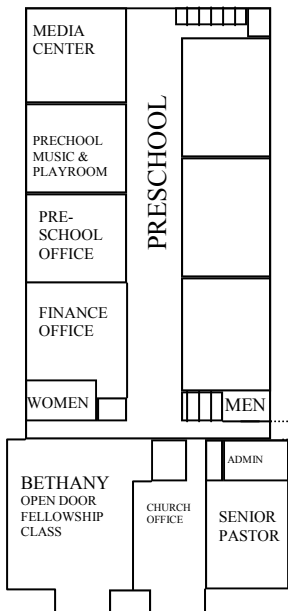 MEDIA
CENTER
PRECHOOL
MUSIC &
PLAYROOM
PRE-
SCHOOL
OFFICE
FINANCE
OFFICE
WOMEN
PRESCHOOL
MEN
BETHANY
OPEN DOOR
FELLOWSHIP
CLASS
CHURCH
OFFICE
ADMIN
SENIOR
PASTOR